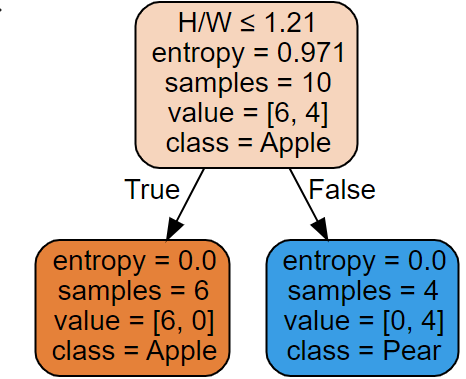 H/W ≤ 1.21
entropy = 0.971
samples = 10
value = [6, 4]
class = Apple
True
False
entropy = 0.0
samples = 6
value = [6, 0]
class = Apple
entropy = 0.0
samples = 4
value = [0, 4]
class = Pear